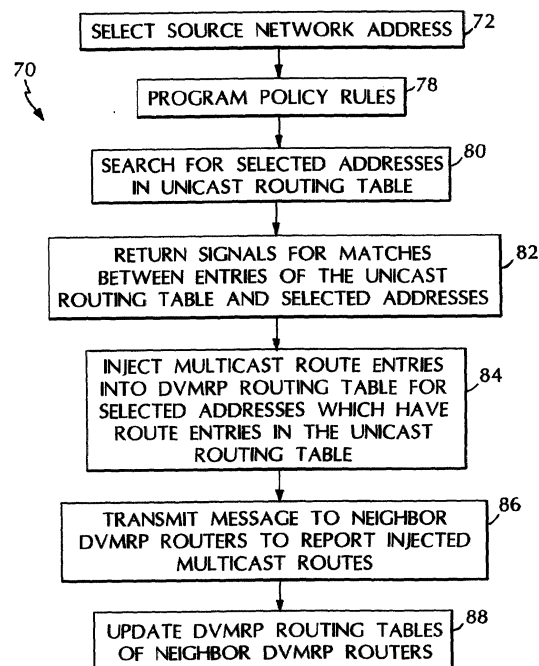 SELECT SOURCE NETWORK ADDRESS
72
70
PROGRAM POLICY RULES
78
SEARCH FOR SELECTED ADDRESSES
IN UNICAST ROUTING TABLE
80
RETURN SIGNALS FOR MATCHES
BETWEEN ENTRIES OF THE UNICAST
ROUTING TABLE AND SELECTED ADDRESSES
82
INJECT MULTICAST ROUTE ENTRIES
INTO DVMRP ROUTING TABLE FOR
SELECTED ADDRESSES WHICH HAVE
ROUTE ENTRIES IN THE UNICAST
ROUTING TABLE
84
TRANSMIT MESSAGE TO NEIGHBOR
DVMRP ROUTERS TO REPORT INJECTED
MULTICAST ROUTES
86
UPDATE DVMRP ROUTING TABLES
OF NEIGHBOR DVMRP ROUTERS
88